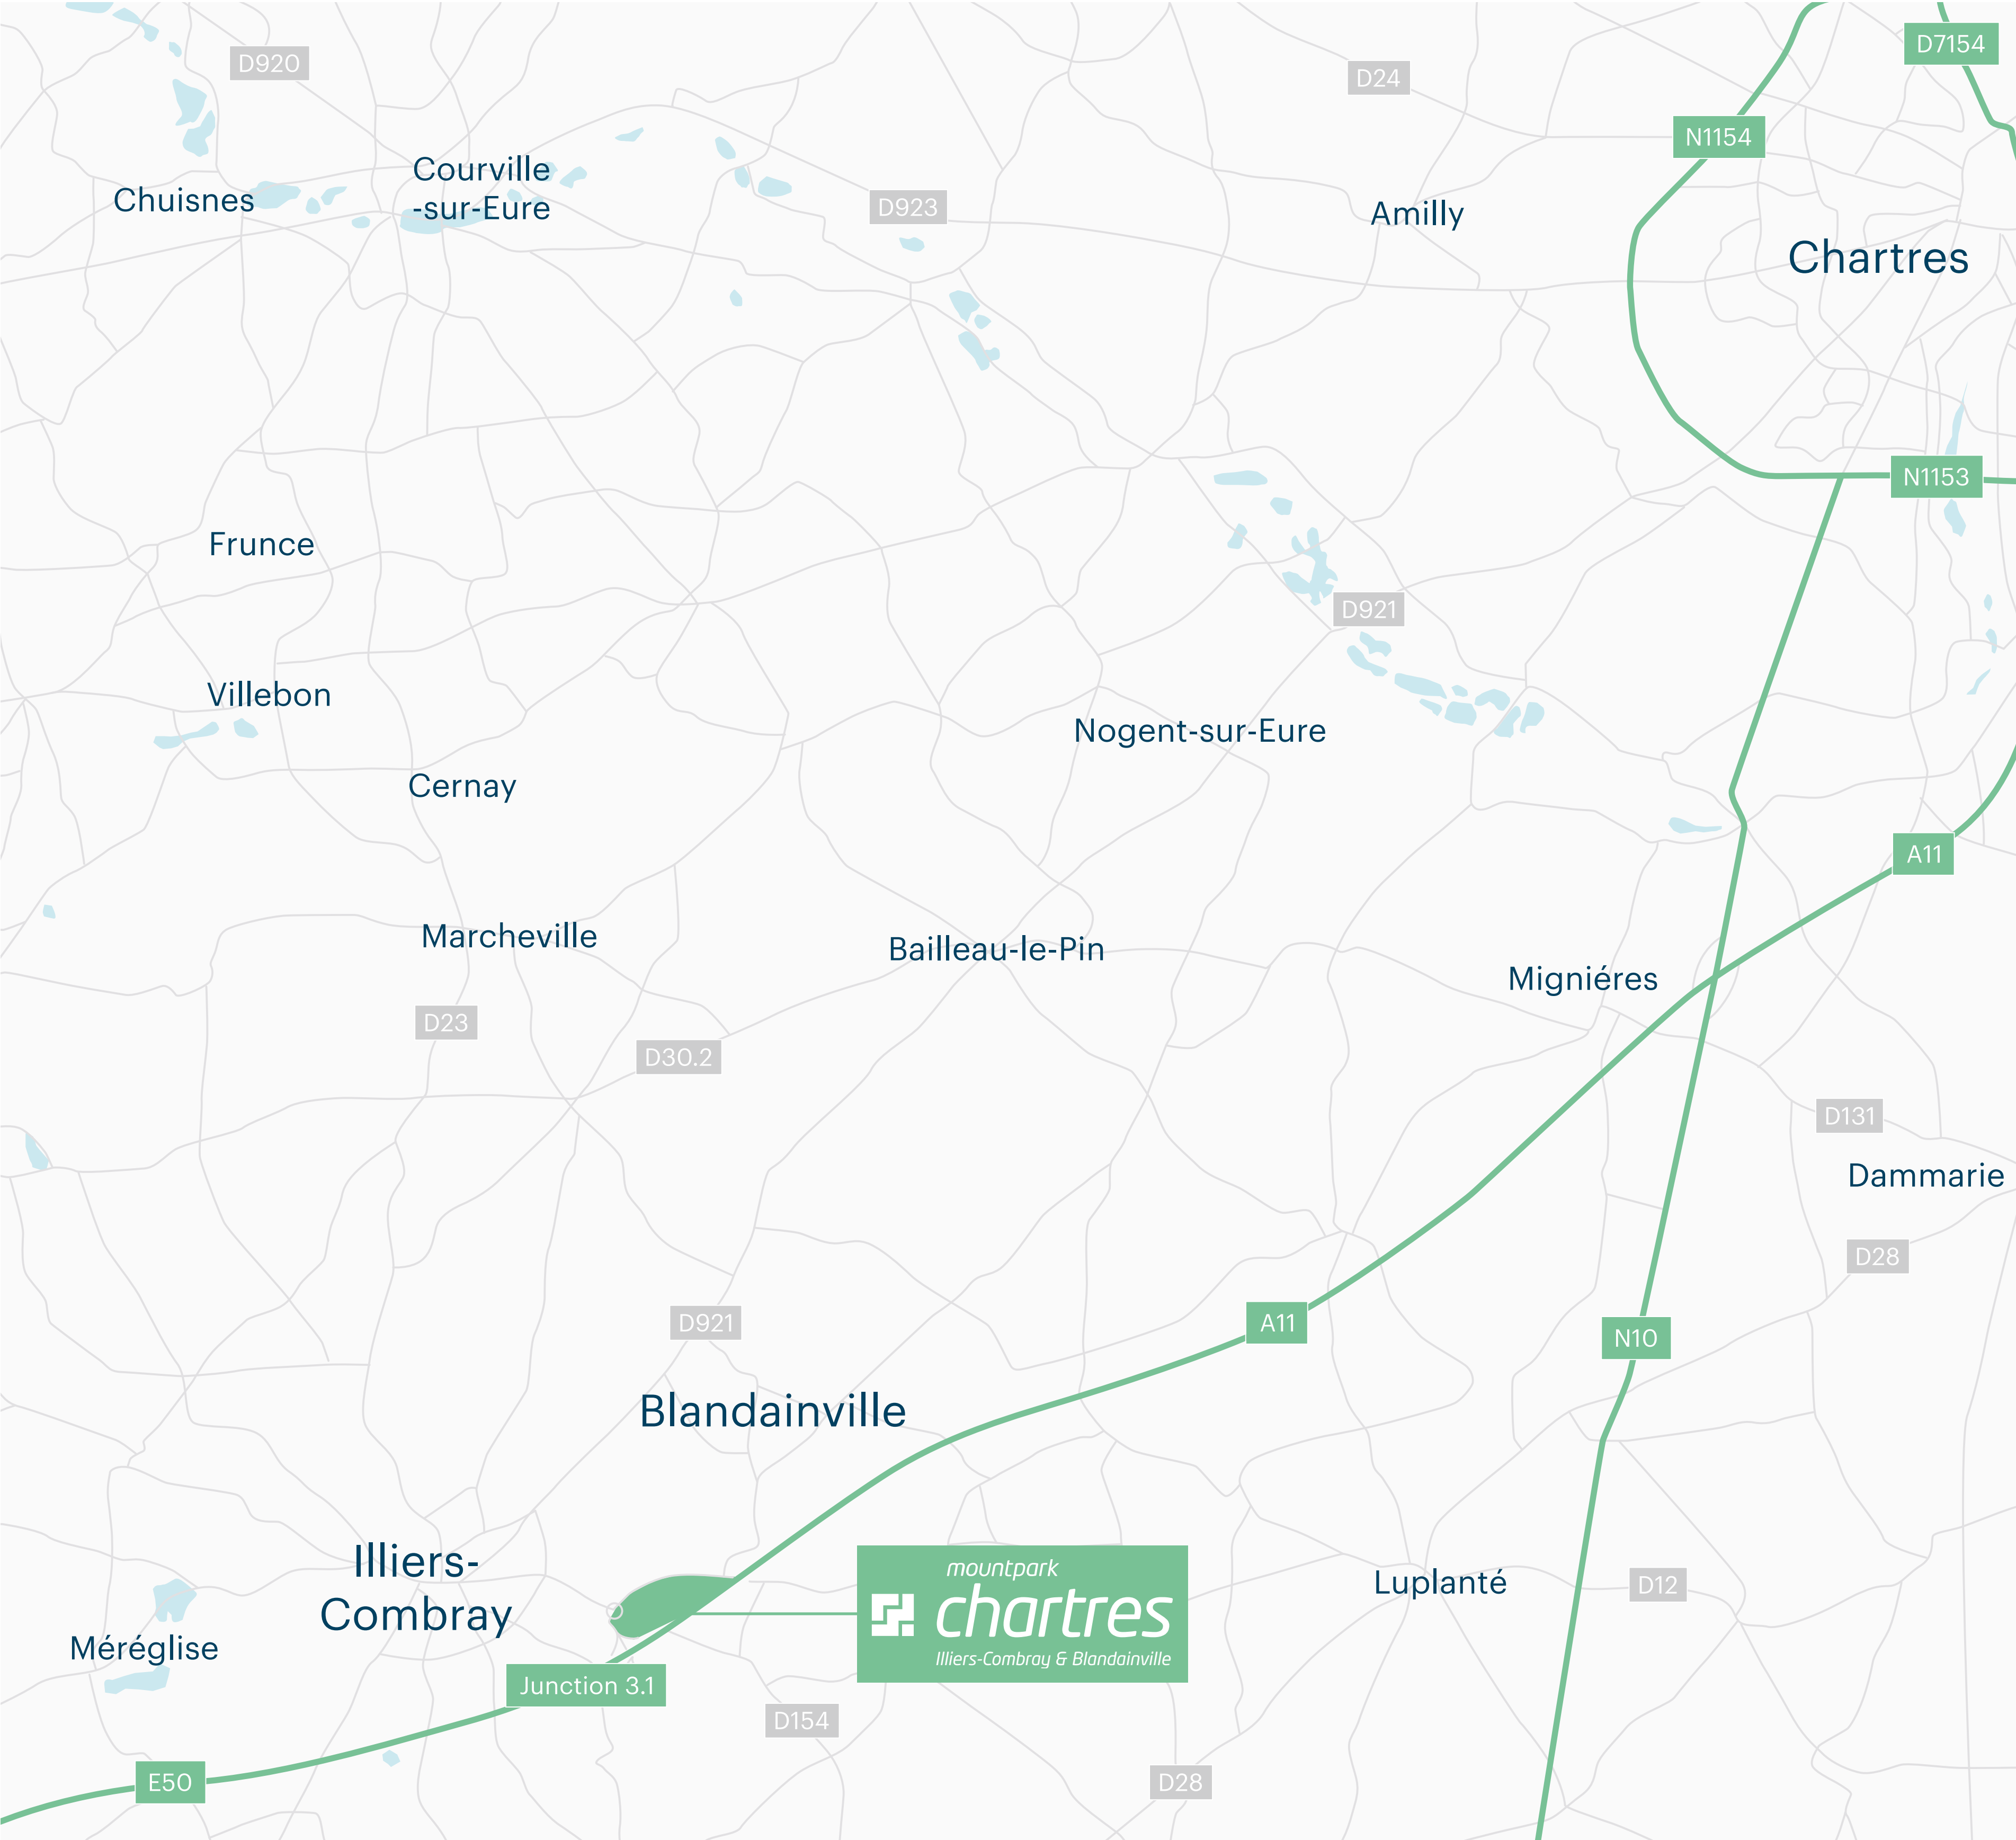 D7154
D920
D24
N1154
Courville
-sur-Eure
Chuisnes
D923
Amilly
Chartres
N1153
Frunce
D921
Villebon
Nogent-sur-Eure
Cernay
A11
Marcheville
Bailleau-le-Pin
Migniéres
D23
D30.2
D131
Dammarie
D28
D921
A11
N10
Blandainville
Illiers-
Combray
mountpark
chartres
Illiers-Combray & Blandainville
Luplanté
D12
Méréglise
Junction 3.1
D154
E50
D28